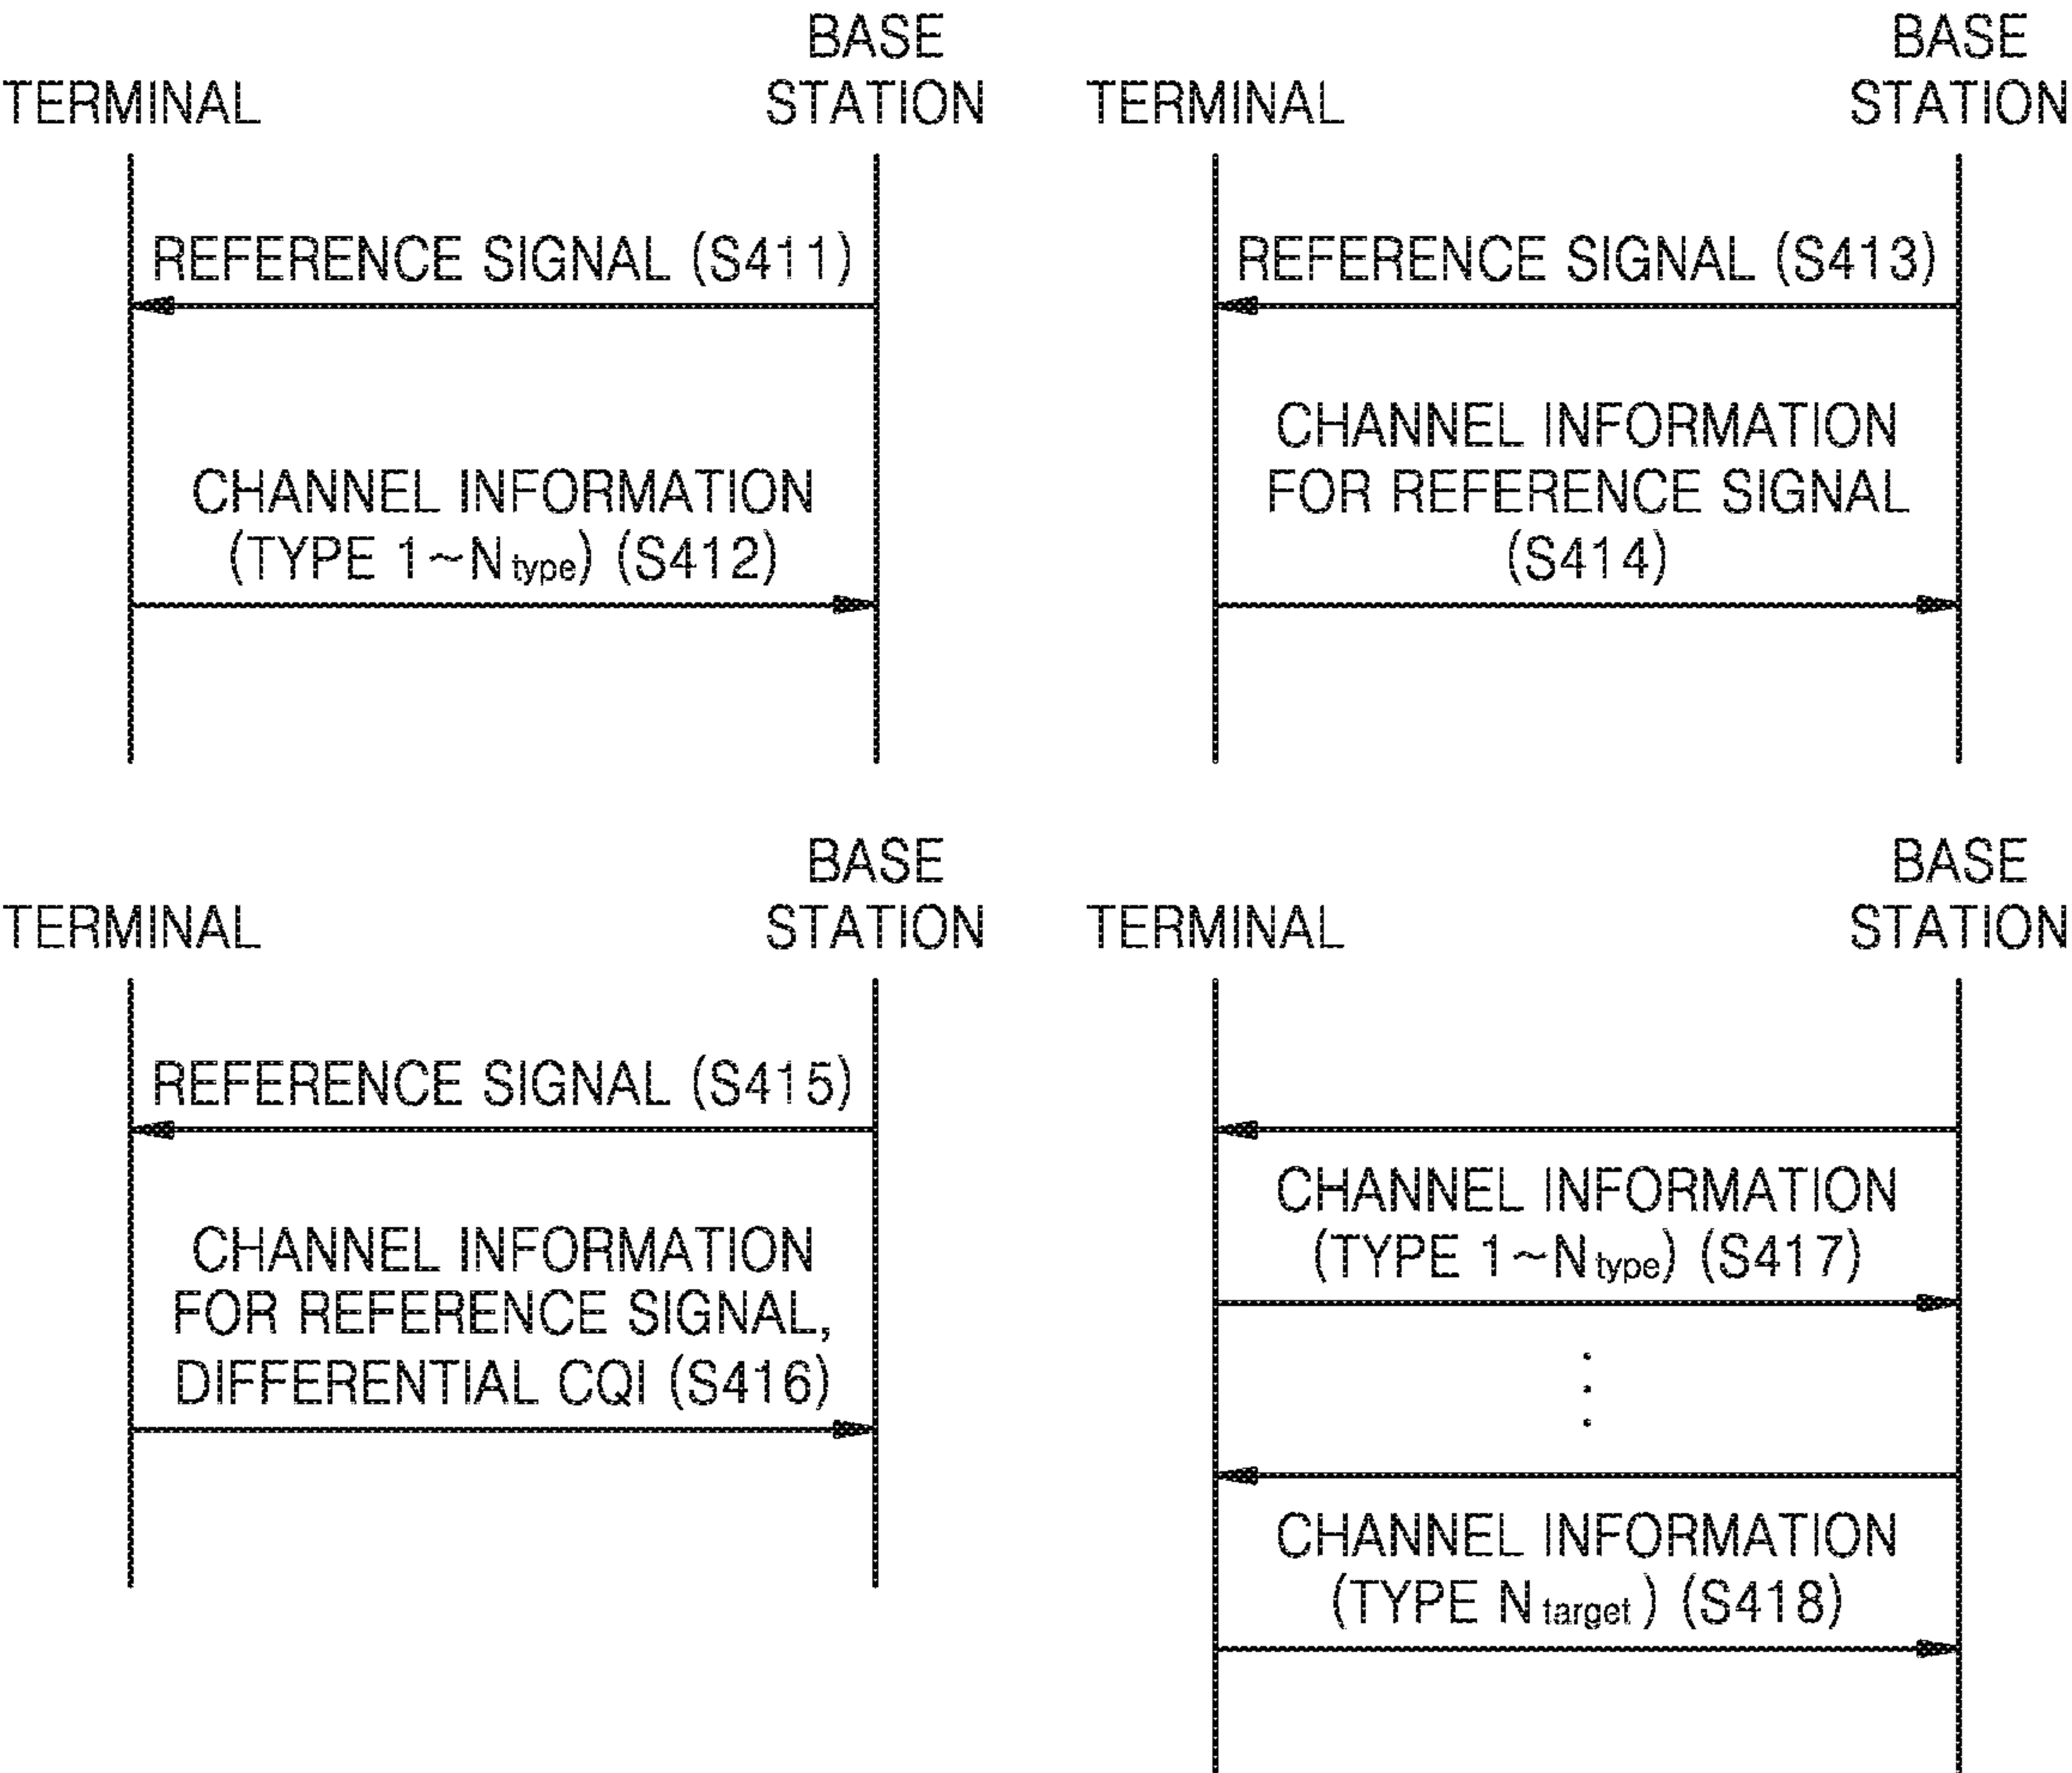 TERMINAL
BASE
STATION
REFERENCE SIGNAL (S411)
CHANNEL INFORMATION
(TYPE 1~N type) (S412)
TERMINAL
BASE
STATION
REFERENCE SIGNAL (S413)
CHANNEL INFORMATION
FOR REFERENCE SIGNAL
(S414)
TERMINAL
BASE
STATION
REFERENCE SIGNAL (S415)
CHANNEL INFORMATION
FOR REFERENCE SIGNAL,
DIFFERENTIAL CQI (S416)
TERMINAL
BASE
STATION
CHANNEL INFORMATION
(TYPE 1~N type) (S417)
CHANNEL INFORMATION
(TYPE N target) (S418)